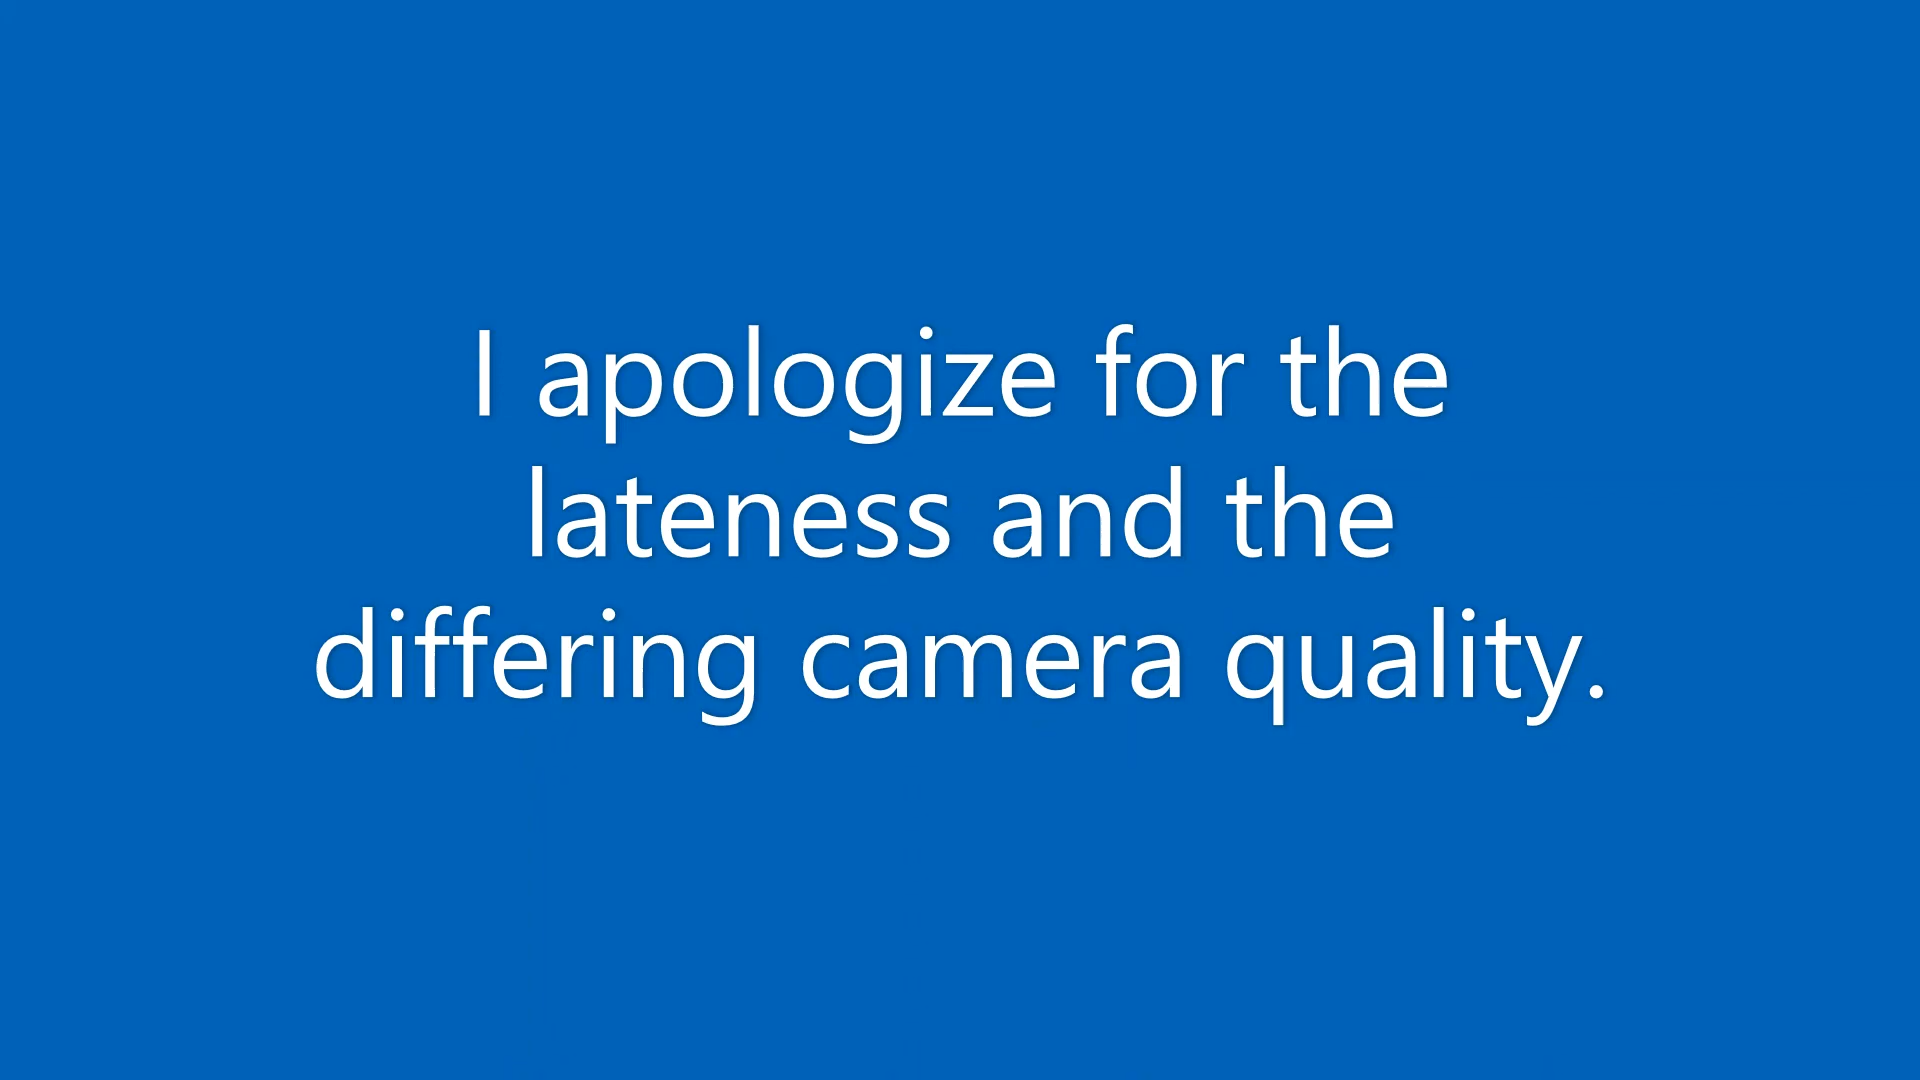 I apologize for the
lateness and the
differing camera quality.